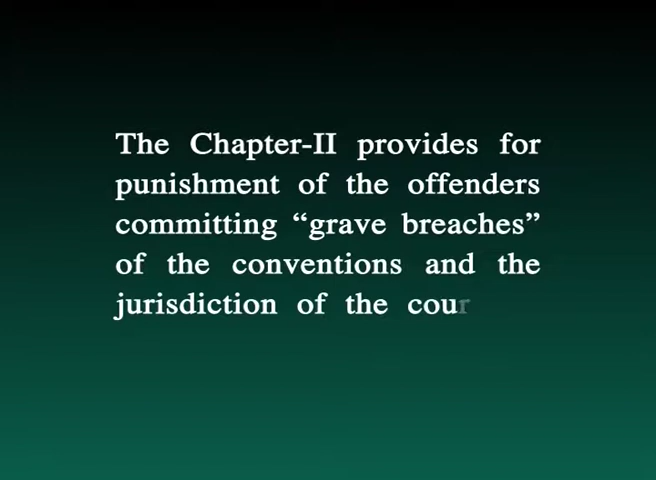 The Chapter-II provides for
punishment of the offenders
committing “grave breaches”
of the conventions and the
jurisdiction of the cour